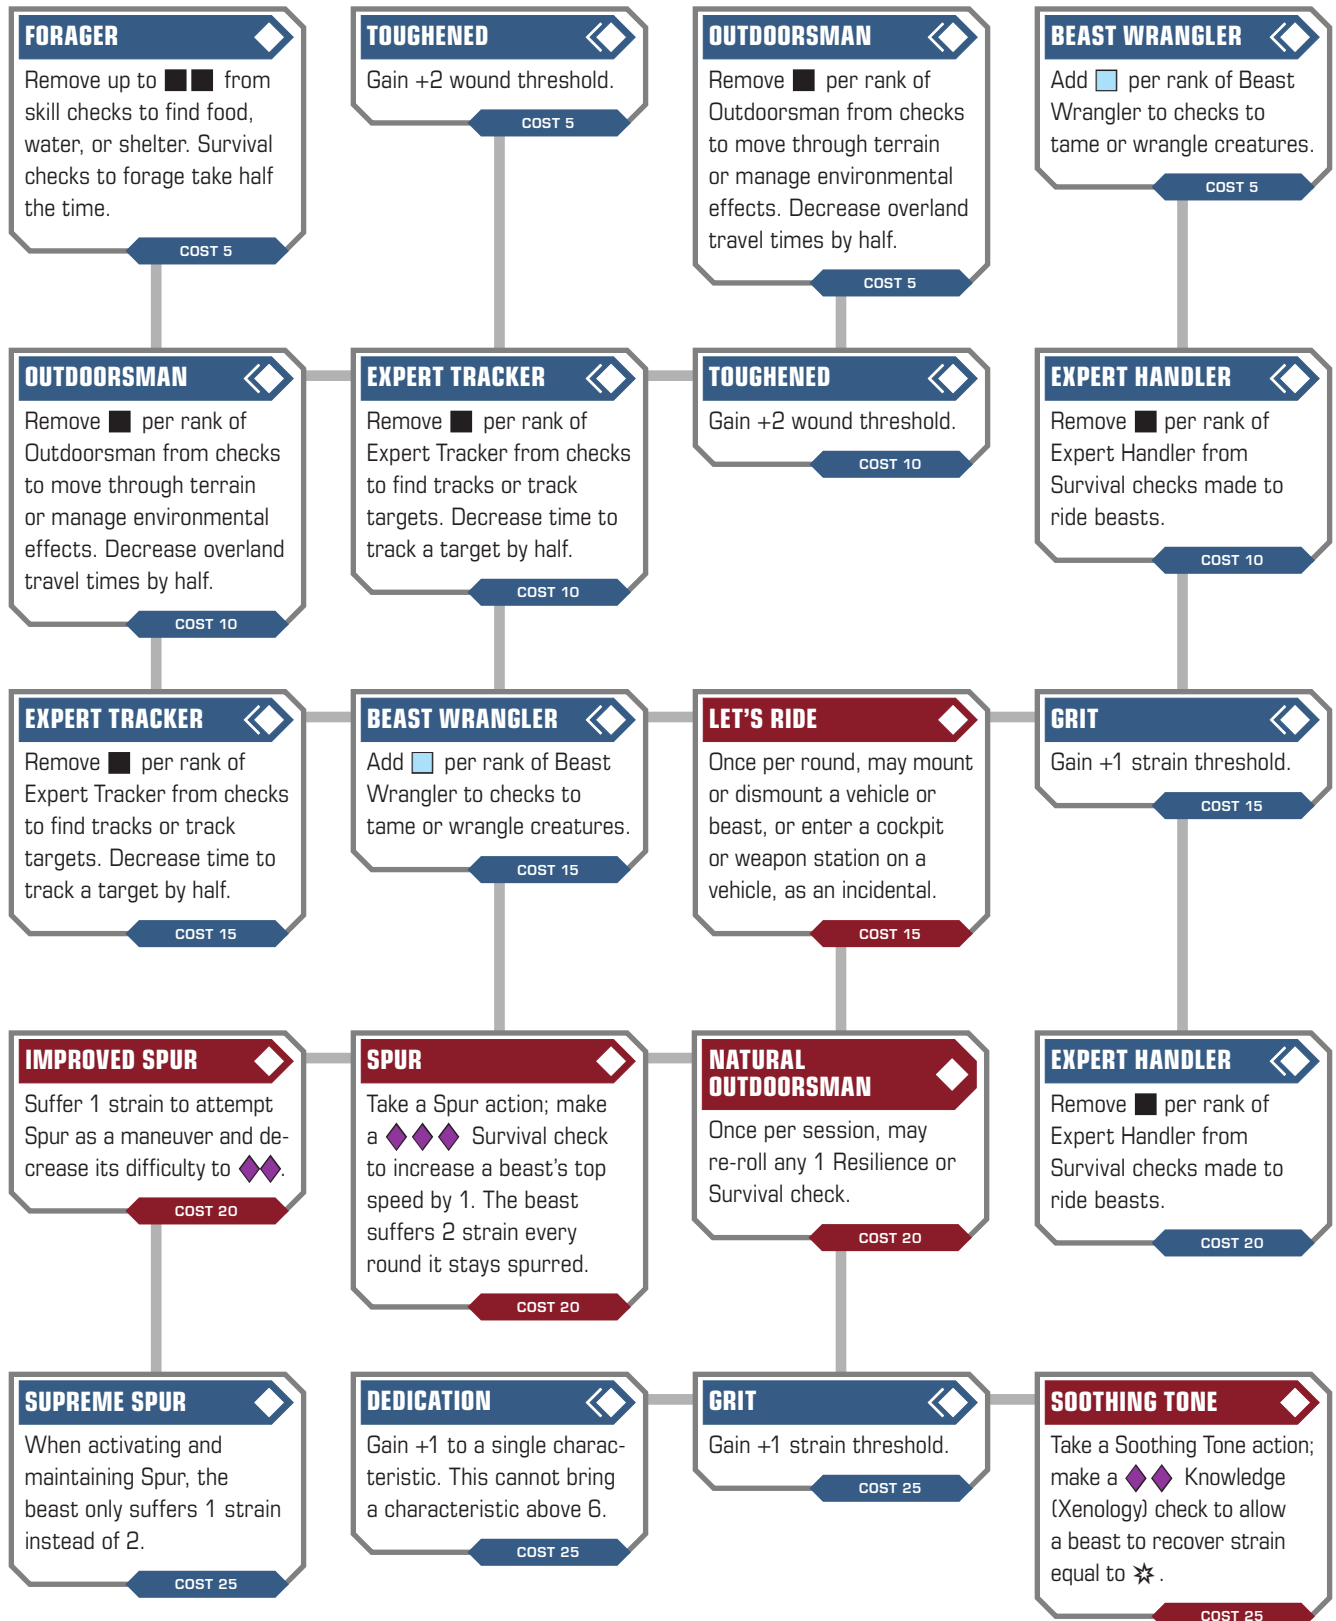 FORAGER
Remove up to from
skill checks to find food,
water, or shelter. Survival
checks to forage take half
the time.
COST 5
TOUGHENED
Gain +2 wound threshold.
COST 5
OUTDOORSMAN
Remove per rank of
Outdoorsman from checks
to move through terrain
or manage environmental
effects. Decrease overland
travel times by half.
COST 5
BEAST WRANGLER
Add per rank of Beast
Wrangler to checks to
tame or wrangle creatures.
COST 5
OUTDOORSMAN
Remove per rank of
Outdoorsman from checks
to move through terrain
or manage environmental
effects. Decrease overland
travel times by half.
COST 10
EXPERT TRACKER
Remove per rank of
Expert Tracker from checks
to find tracks or track
targets. Decrease time to
track a target by half.
COST 10
TOUGHENED
Gain +2 wound threshold.
COST 10
EXPERT HANDLER
Remove per rank of
Expert Handler from
Survival checks made to
ride beasts.
COST 10
EXPERT TRACKER
Remove per rank of
Expert Tracker from checks
to find tracks or track
targets. Decrease time to
track a target by half.
COST 15
BEAST WRANGLER
Add per rank of Beast
Wrangler to checks to
tame or wrangle creatures.
COST 15
LET'S RIDE
Once per round, may mount
or dismount a vehicle or
beast, or enter a cockpit
or weapon station on a
vehicle, as an incidental.
COST 15
GRIT
Gain +1 strain threshold.
COST 15
IMPROVED SPUR
Suffer 1 strain to attempt
Spur as a maneuver and de-
crease its difficulty to .
COST 20
SPUR
Take a Spur action; make
a Survival check
to increase a beast's top
speed by 1. The beast
suffers 2 strain every
round it stays spurred.
COST 20
NATURAL
OUTDOORSMAN
Once per session, may
re-roll any 1 Resilience or
Survival check.
COST 20
EXPERT HANDLER
Remove per rank of
Expert Handler from
Survival checks made to
ride beasts.
COST 20
SUPREME SPUR
When activating and
maintaining Spur, the
beast only suffers 1 strain
instead of 2.
COST 25
DEDICATION
Gain +1 to a single charac-
teristic. This cannot bring
a characteristic above 6.
COST 25
GRIT
Gain +1 strain threshold.
COST 25
SOOTHING TONE
Take a Soothing Tone action;
make a Knowledge
(Xenology) check to allow
a beast to recover strain
equal to .
COST 25